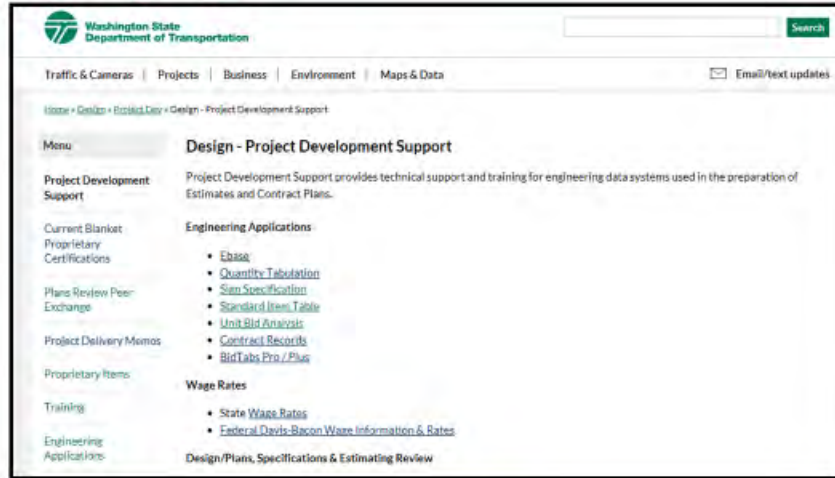 Washington State
Department of Transportation
Search
Traffic & Cameras | Projects | Business | Environment | Maps & Data
Email/text updates
Home » Design » Project Dev » Design - Project Development Support
Menu
Project Development
Support
Current Blanket
Proprietary
Certifications
Plans Review Peer
Exchange
Project Delivery Memos
Proprietary Items
Training
Engineering
Applications
Design - Project Development Support
Project Development Support provides technical support and training for engineering data systems used in the preparation of
Estimates and Contract Plans.
Engineering Applications
• Ebase
• Quantity Tabulation
• Sign Specification
• Standard Item Table
• Unit Bid Analysis
• Contract Records
• BidTabs Pro / Plus
Wage Rates
• State Wage Rates
• Federal Davis-Bacon Wage Information & Rates
Design/Plans, Specifications & Estimating Review